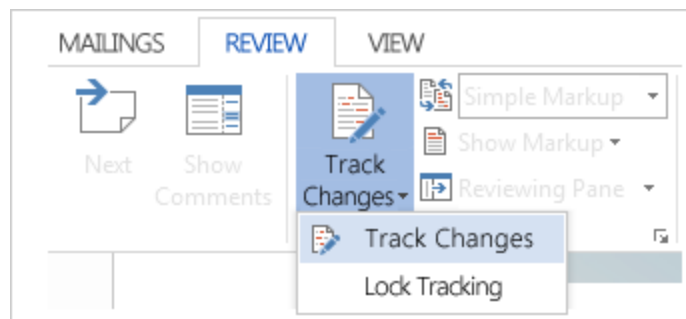 MAILINGS REVIEW VIEW
Next
Show
Comments
Track
Changes
Simple Markup
Show Markup
Reviewing Pane
Track Changes
Lock Tracking